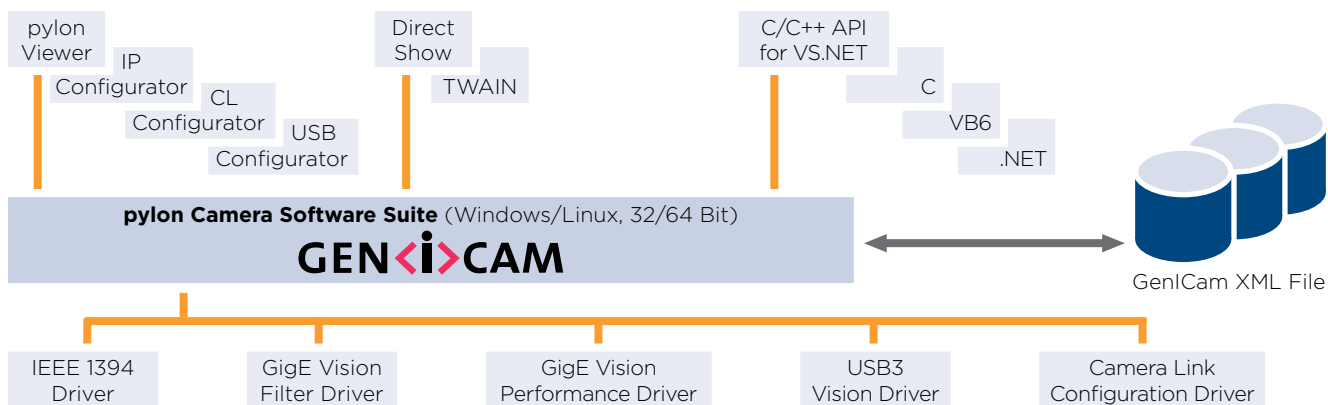 pylon
Viewer
IP
Configurator
CL
Configurator
USB
Configurator
Direct
Show
TWAIN
C/C++ API
for VS.NET
C
VB6
.NET
pylon Camera Software Suite (Windows/Linux, 32/64 Bit)
GEN<i>CAM
GenICam XML File
IEEE 1394
Driver
GigE Vision
Filter Driver
GigE Vision
Performance Driver
USB3
Vision Driver
Camera Link
Configuration Driver